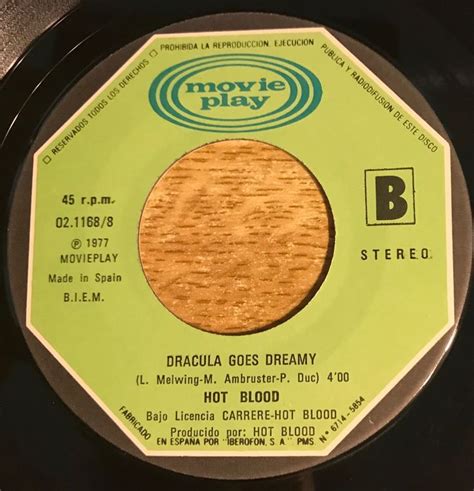 RESERVADOS TODOS LOS DERECHOS • PROHIBIDA LA REPRODUCCION, EJECUCION PUBLICA Y RADIODIFUSION DE ESTE DISCO
movie
play
45 r.p.m.
02.1168/8
Ⓟ 1977
MOVIEPLAY
Made in Spain
B.I.E.M.
B
STEREO
DRACULA GOES DREAMY
(L. Melwing-M. Ambruster-P. Duc) 4'00
HOT BLOOD
Bajo Licencia CARRERE-HOT BLOOD
Producido por: HOT BLOOD
FABRICADO EN ESPAÑA POR "IBEROFON, S. A" PMS N.º 6714-5854